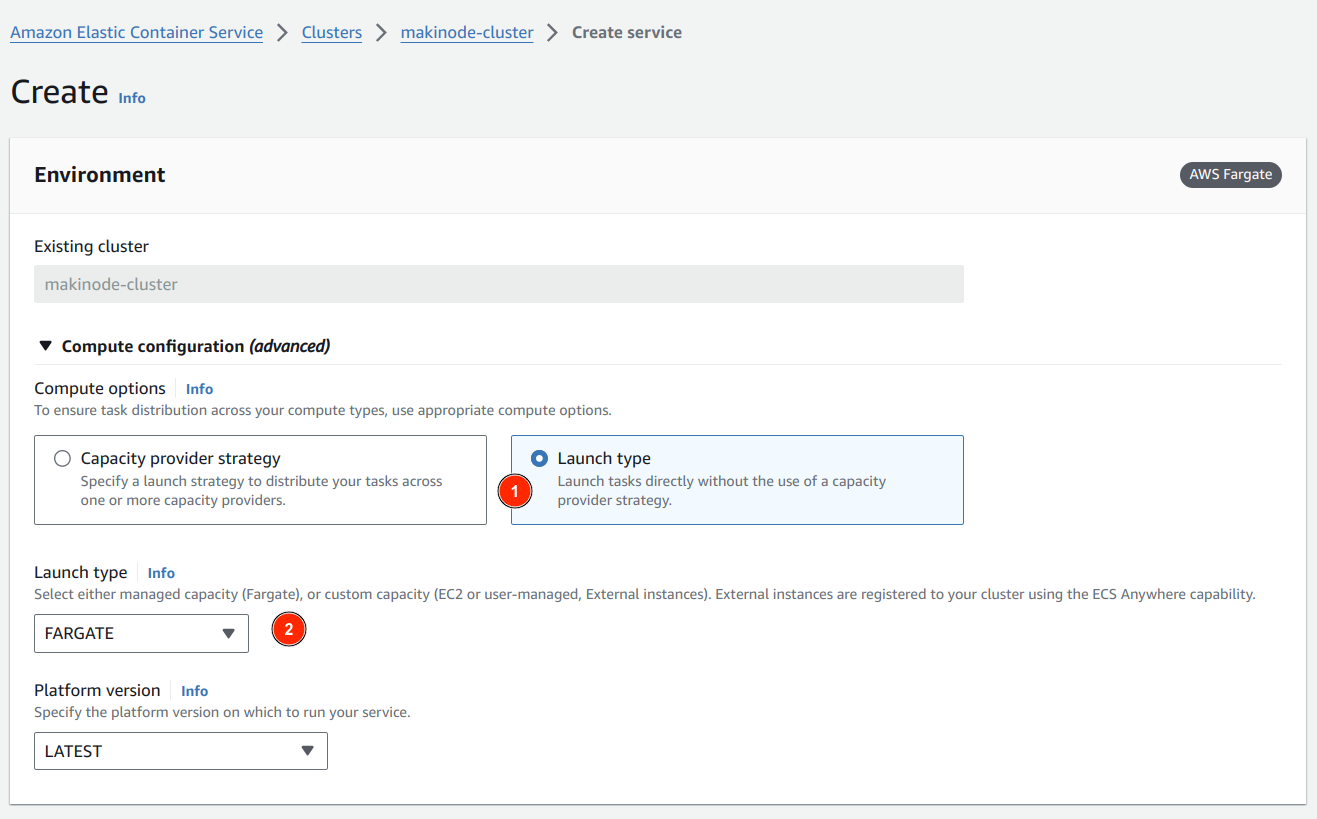 Amazon Elastic Container Service > Clusters > makinode-cluster > Create service
Create Info
Environment
AWS Fargate
Existing cluster
makinode-cluster
Compute configuration (advanced)
Compute options Info
To ensure task distribution across your compute types, use appropriate compute options.
Capacity provider strategy
Specify a launch strategy to distribute your tasks across
one or more capacity providers.
1
Launch type
Launch tasks directly without the use of a capacity
provider strategy.
Launch type Info
Select either managed capacity (Fargate), or custom capacity (EC2 or user-managed, External instances). External instances are registered to your cluster using the ECS Anywhere capability.
FARGATE
2
Platform version Info
Specify the platform version on which to run your service.
LATEST